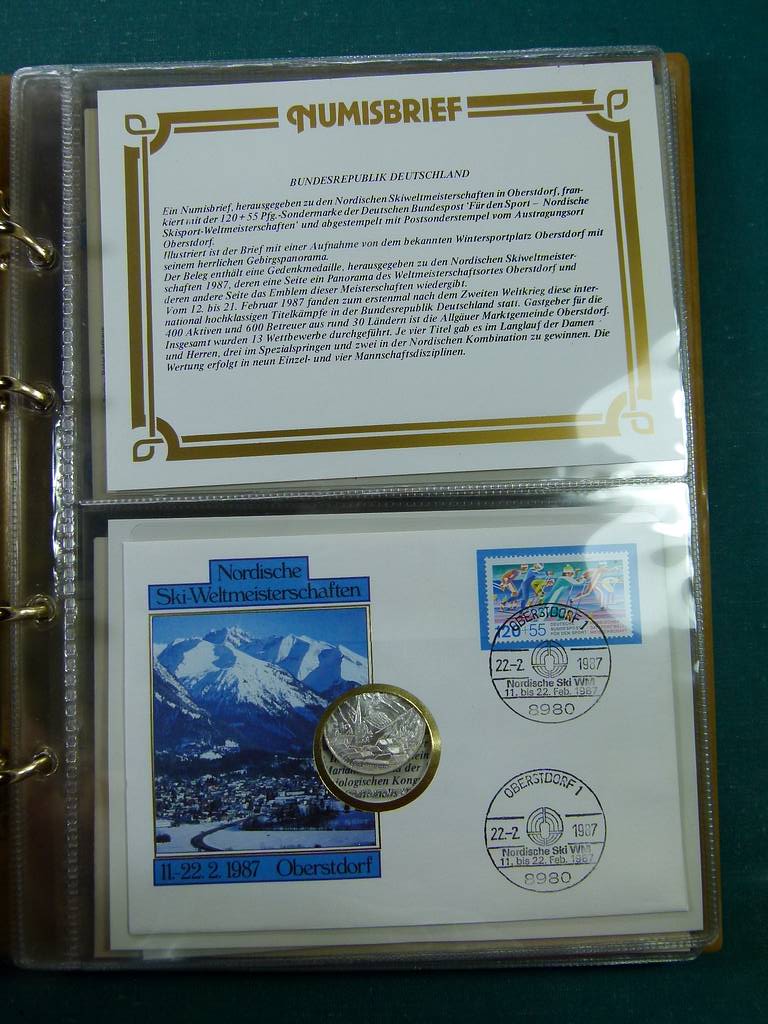 NUMISBRIEF
BUNDESREPUBLIK DEUTSCHLAND
Ein Numisbrief, herausgegeben zu den Nordischen Skiweltmeisterschaften in Oberstdorf, fran-
kiert mit der 120 + 55 Pfg.-Sondermarke der Deutschen Bundespost 'Für den Sport – Nordische
Skisport-Weltmeisterschaften' und abgestempelt mit Postsonderstempel vom Austragungsort
Oberstdorf.
Illustriert ist der Brief mit einer Aufnahme von dem bekannten Wintersportplatz Oberstdorf mit
seinem herrlichen Gebirgspanorama.
Der Beleg enthält eine Gedenkmedaille, herausgegeben zu den Nordischen Skiweltmeister-
schaften 1987, deren eine Seite ein Panorama des Weltmeisterschaftsortes Oberstdorf und
deren andere Seite das Emblem dieser Meisterschaften wiedergibt.
Vom 12. bis 21. Februar 1987 fanden zum erstenmal nach dem Zweiten Weltkrieg diese inter-
national hochklassigen Titelkämpfe in der Bundesrepublik Deutschland statt. Gastgeber für die
400 Aktiven und 600 Betreuer aus rund 30 Ländern ist die Allgäuer Marktgemeinde Oberstdorf.
Insgesamt wurden 13 Wettbewerbe durchgeführt. Je vier Titel gab es im Langlauf der Damen
und Herren, drei im Spezialspringen und zwei in der Nordischen Kombination zu gewinnen. Die
Wertung erfolgt in neun Einzel- und vier Mannschaftsdisziplinen.
Nordische
Ski-Weltmeisterschaften
120+55
OBERSTDORF 1
22.-2. 1987
Nordische Ski WM
11. bis 22. Feb. 1987
8980
der
ologischen Kong
11.-22. 2. 1987 Oberstdorf
OBERSTDORF 1
22.-2. 1987
Nordische Ski WM
11. bis 22. Feb. 1987
8980